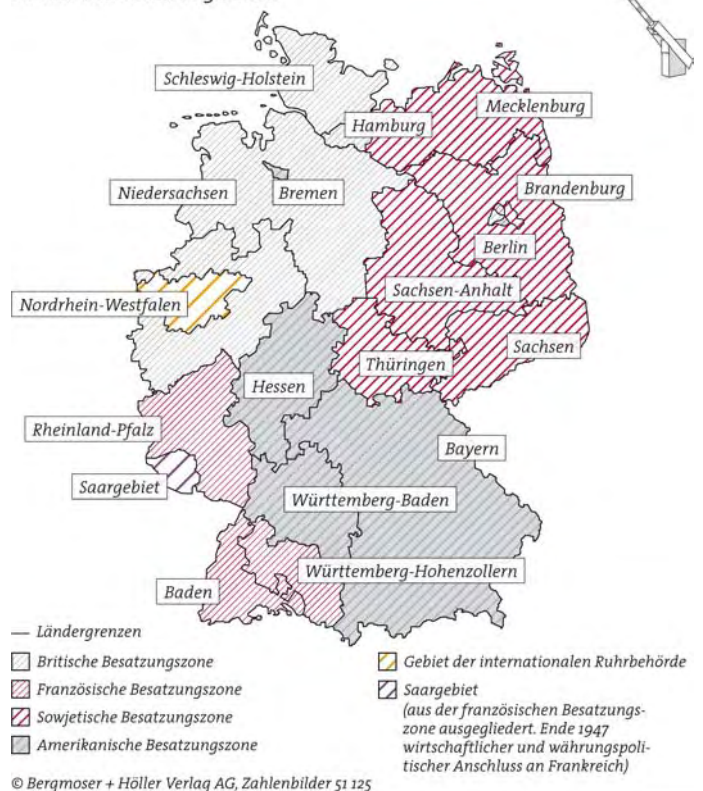 Schleswig-Holstein
Mecklenburg
Hamburg
Niedersachsen
Bremen
Brandenburg
Berlin
Sachsen-Anhalt
Nordrhein-Westfalen
Sachsen
Thüringen
Hessen
Rheinland-Pfalz
Bayern
Saargebiet
Württemberg-Baden
Württemberg-Hohenzollern
Baden
Ländergrenzen
Britische Besatzungszone
Französische Besatzungszone
Sowjetische Besatzungszone
Amerikanische Besatzungszone
Gebiet der internationalen Ruhrbehörde
Saargebiet
(aus der französischen Besatzungs-
zone ausgegliedert. Ende 1947
wirtschaftlicher und währungspoli-
tischer Anschluss an Frankreich)
© Bergmoser + Höller Verlag AG, Zahlenbilder 51 125